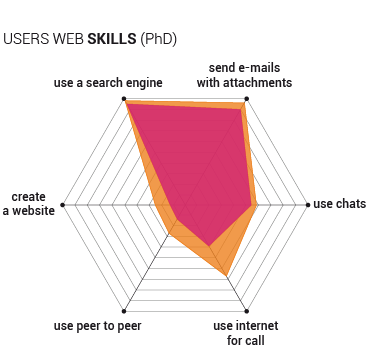 USERS WEB SKILLS (PhD)
send e-mails
use a search engine with attachments
create
a website
use chats
use peer to peer
use internet
for call